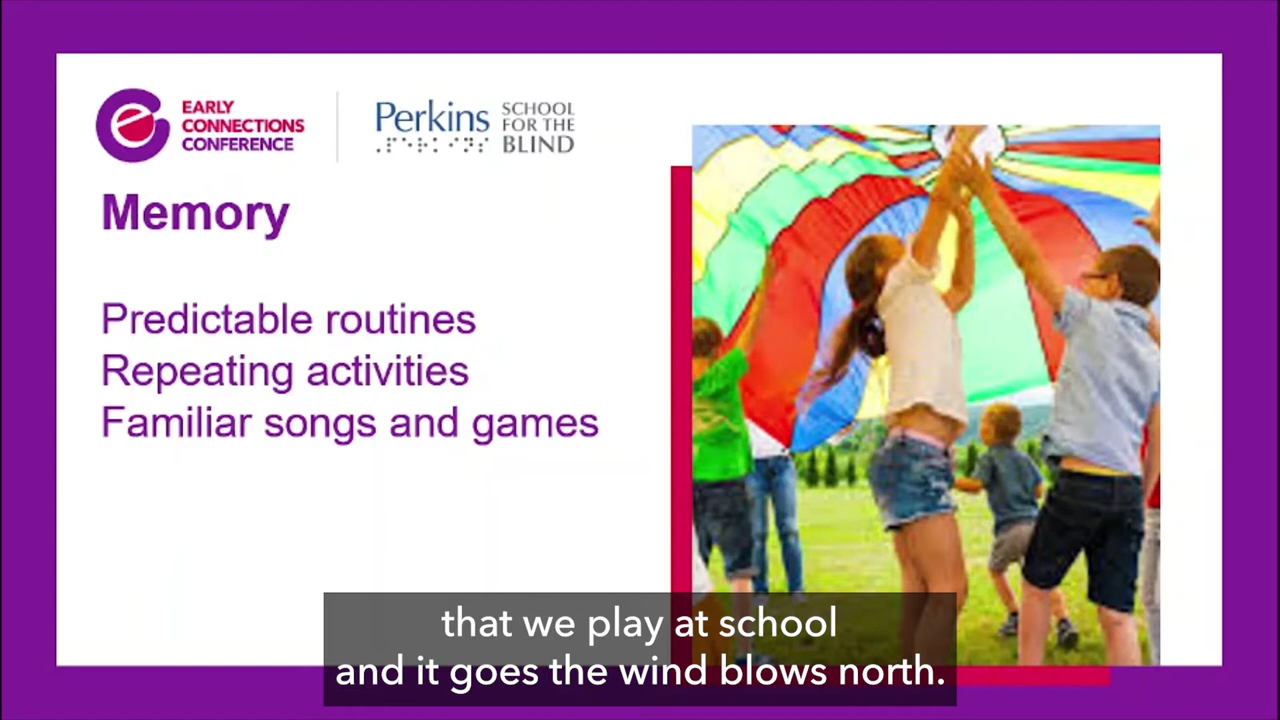 EARLY
CONNECTIONS
CONFERENCE
Perkins
SCHOOL
FOR THE
BLIND
⠠⠏⠑⠗⠅⠊⠝⠎
Memory
Predictable routines
Repeating activities
Familiar songs and games
that we play at school
and it goes the wind blows north.